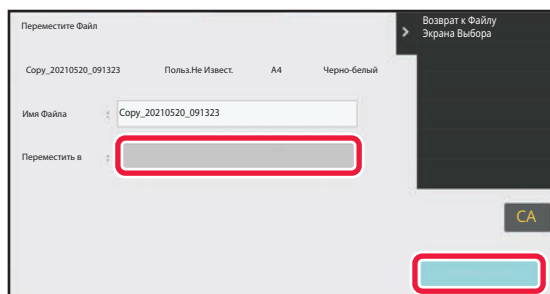 Переместите Файл
Возврат к Файлу
Экрана Выбора
Copy_20210520_091323 Польз.Не Извест. A4 Черно-белый
Имя Файла : Copy_20210520_091323
Переместить в :
CA